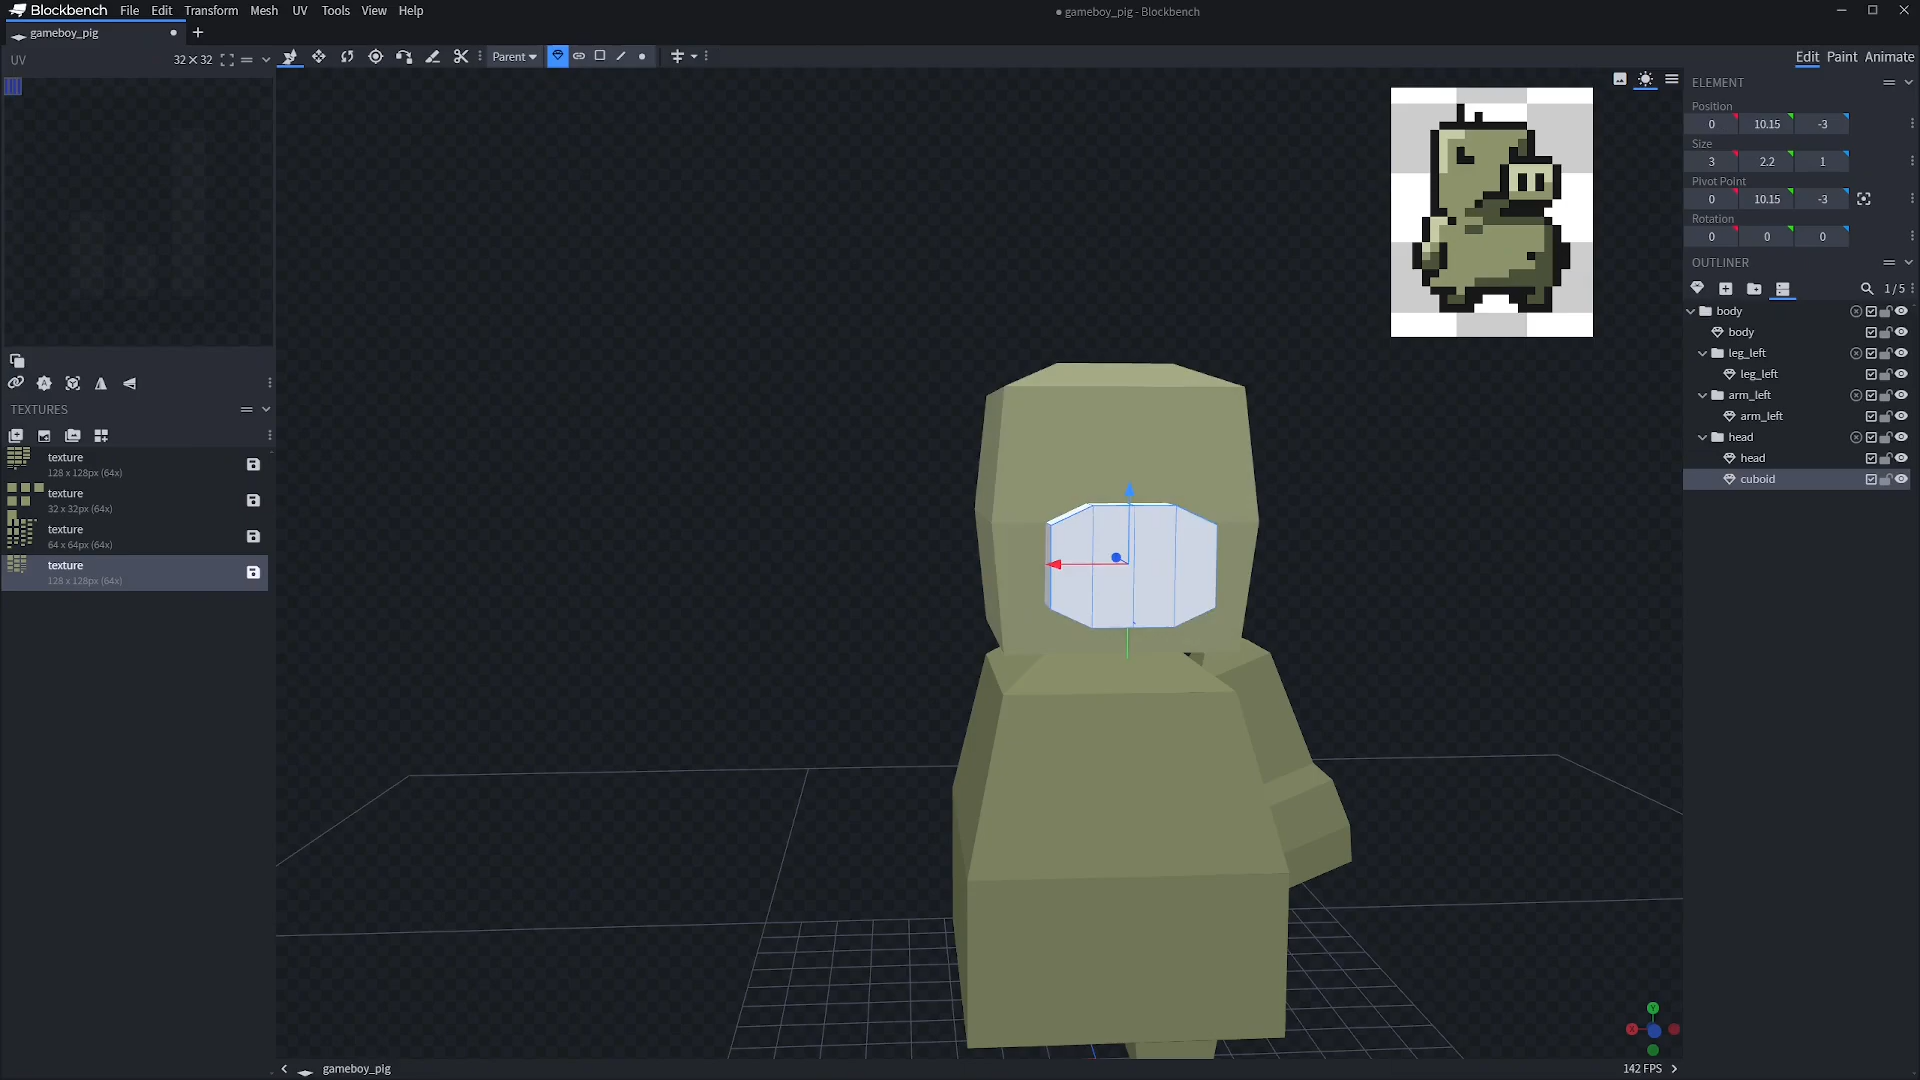 Blockbench File Edit Transform Mesh UV Tools View Help
gameboy_pig - Blockbench
gameboy_pig
UV 32×32
Parent
Edit Paint Animate
ELEMENT
Position
0 10.15 -3
Size
3 2.2 1
Pivot Point
0 10.15 -3
Rotation
0 0 0
OUTLINER
1/5
body
body
leg_left
leg_left
arm_left
arm_left
head
head
cuboid
TEXTURES
texture
128 x 128px (64x)
texture
32 x 32px (64x)
texture
64 x 64px (64x)
texture
128 x 128px (64x)
gameboy_pig
142 FPS